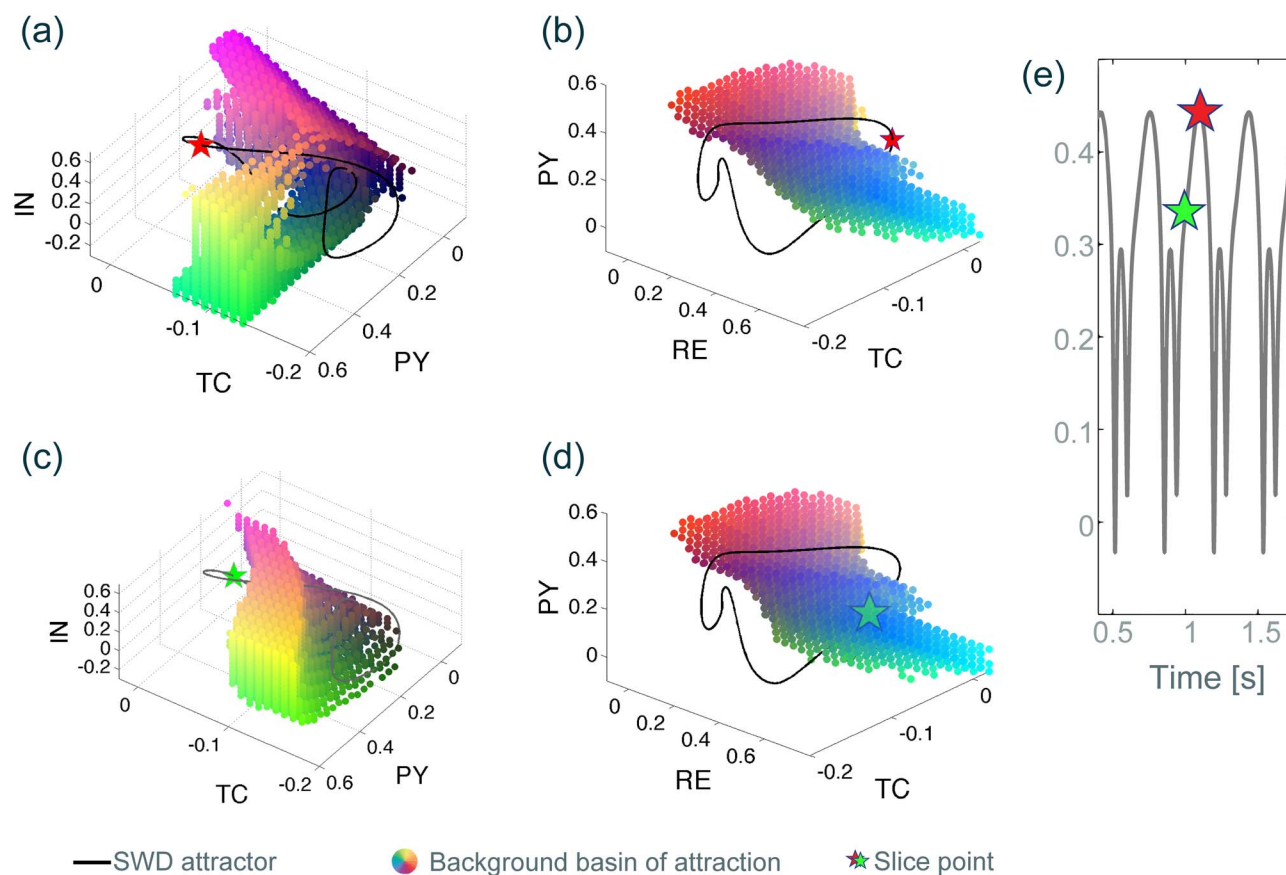 (a)
0.6
0.4
0.2
0
-0.2
IN
0
-0.1
-0.2
TC
0.6
0.4
0.2
0
PY
(b)
0.6
0.4
0.2
0
PY
0
0.2
0.4
0.6
RE
-0.2
-0.1
0
TC
(e)
0.4
0.3
0.2
0.1
0
0.5
1
1.5
Time [s]
(c)
0.6
0.4
0.2
0
-0.2
IN
0
-0.1
-0.2
TC
0.6
0.4
0.2
0
PY
(d)
0.6
0.4
0.2
0
PY
0
0.2
0.4
0.6
RE
-0.2
-0.1
0
TC
SWD attractor
Background basin of attraction
Slice point